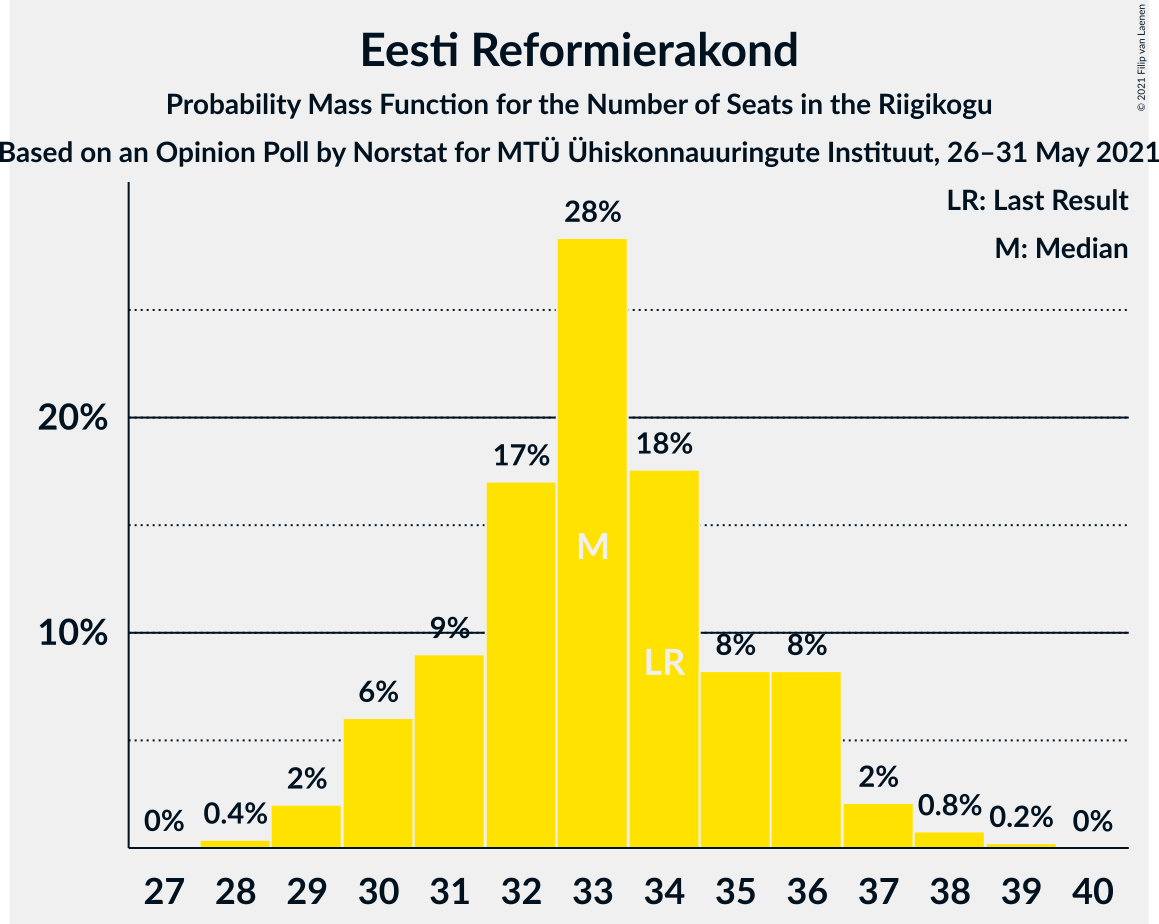 Eesti Reformierakond
Probability Mass Function for the Number of Seats in the Riigikogu
Based on an Opinion Poll by Norstat for MTÜ Ühiskonnauuringute Instituut, 26–31 May 2021
© 2021 Filip van Laenen
LR: Last Result
M: Median
28%
20%
18%
17%
M
10%
9%
8% 8%
LR
6%
2% 2%
0% 0.4% 0.8% 0.2% 0%
27 28 29 30 31 32 33 34 35 36 37 38 39 40